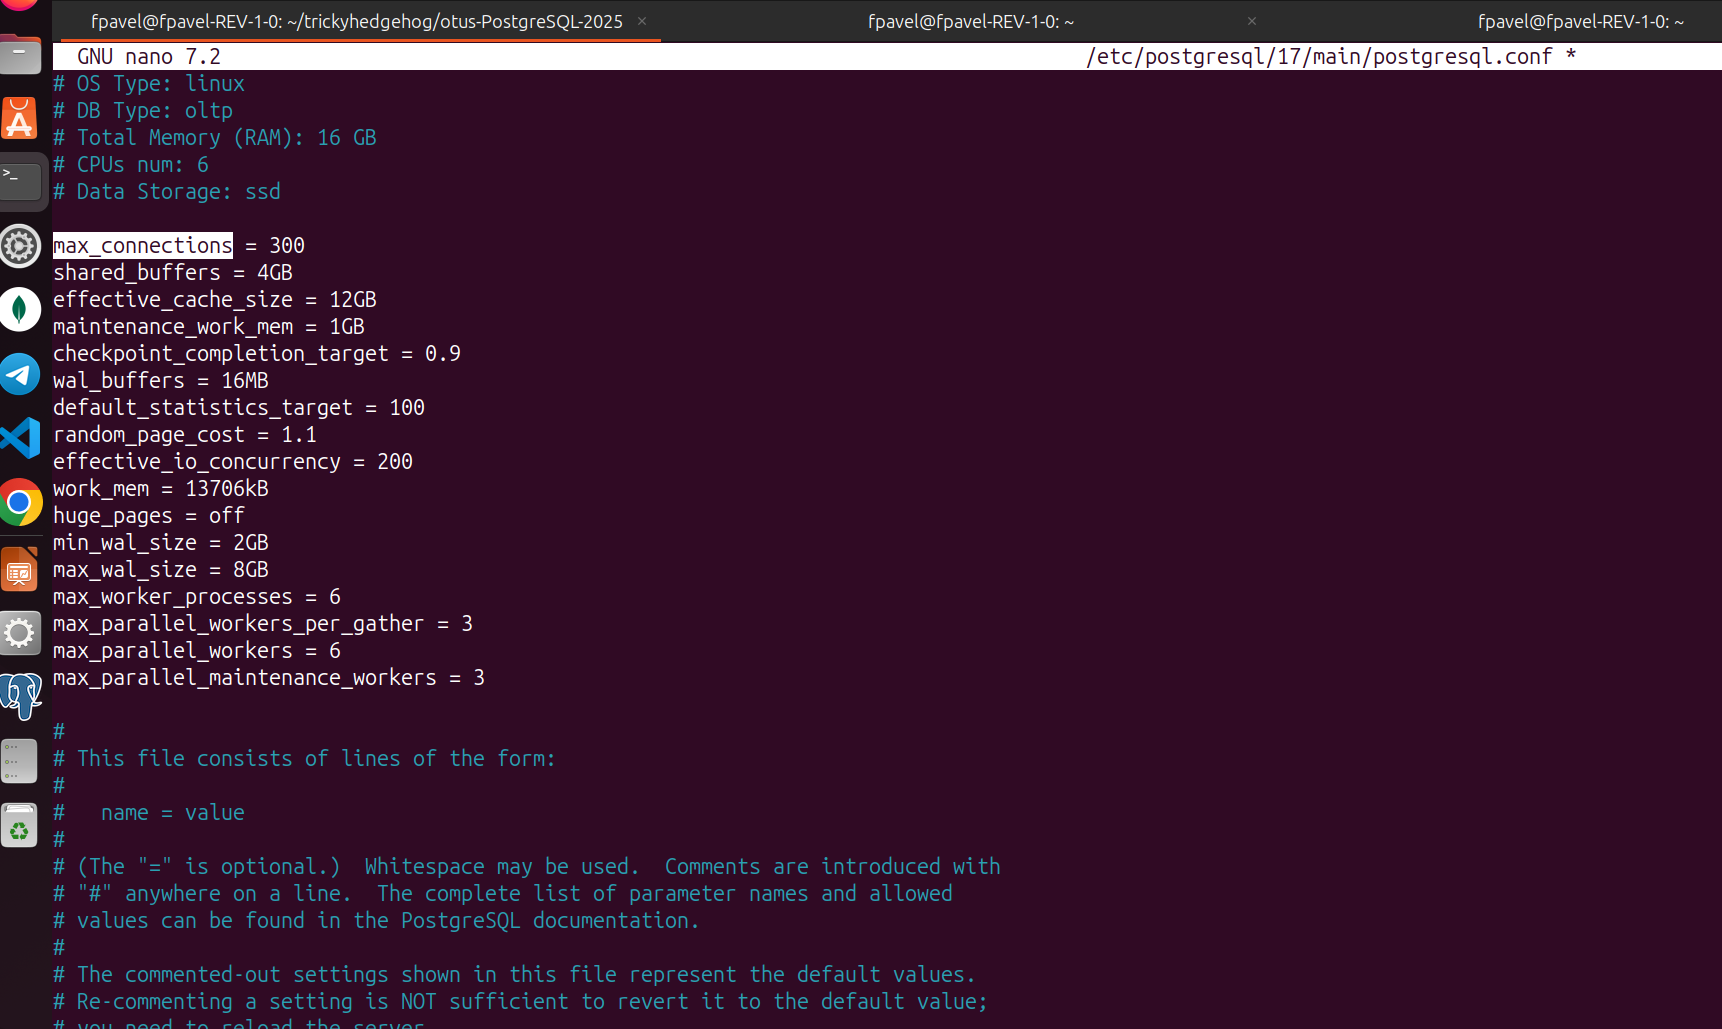 fpavel@fpavel-REV-1-0: ~/trickyhedgehog/otus-PostgreSQL-2025 × fpavel@fpavel-REV-1-0: ~ × fpavel@fpavel-REV-1-0: ~
GNU nano 7.2 /etc/postgresql/17/main/postgresql.conf *
# OS Type: linux
# DB Type: oltp
# Total Memory (RAM): 16 GB
# CPUs num: 6
# Data Storage: ssd
max_connections = 300
shared_buffers = 4GB
effective_cache_size = 12GB
maintenance_work_mem = 1GB
checkpoint_completion_target = 0.9
wal_buffers = 16MB
default_statistics_target = 100
random_page_cost = 1.1
effective_io_concurrency = 200
work_mem = 13706kB
huge_pages = off
min_wal_size = 2GB
max_wal_size = 8GB
max_worker_processes = 6
max_parallel_workers_per_gather = 3
max_parallel_workers = 6
max_parallel_maintenance_workers = 3
#
# This file consists of lines of the form:
#
#   name = value
#
# (The "=" is optional.)  Whitespace may be used.  Comments are introduced with
# "#" anywhere on a line.  The complete list of parameter names and allowed
# values can be found in the PostgreSQL documentation.
#
# The commented-out settings shown in this file represent the default values.
# Re-commenting a setting is NOT sufficient to revert it to the default value;
# you need to reload the server.